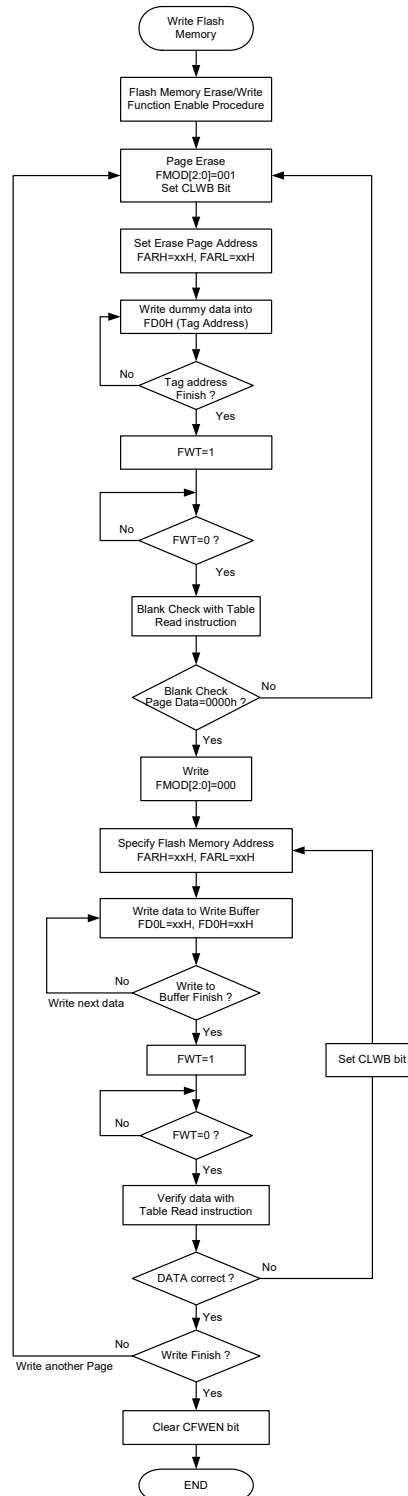 Write Flash
Memory
Flash Memory Erase/Write
Function Enable Procedure
Page Erase
FMOD[2:0]=001
Set CLWB Bit
Set Erase Page Address
FARH=xxH, FARL=xxH
Write dummy data into
FD0H (Tag Address)
No
Tag address
Finish ?
Yes
FWT=1
No
FWT=0 ?
Yes
Blank Check with Table
Read instruction
Blank Check
Page Data=0000h ?
No
Yes
Write
FMOD[2:0]=000
Specify Flash Memory Address
FARH=xxH, FARL=xxH
Write data to Write Buffer
FD0L=xxH, FD0H=xxH
No
Write to
Buffer Finish ?
Write next data
Yes
FWT=1
Set CLWB bit
No
FWT=0 ?
Yes
Verify data with
Table Read instruction
DATA correct ?
No
Yes
No
Write Finish ?
Write another Page
Yes
Clear CFWEN bit
END